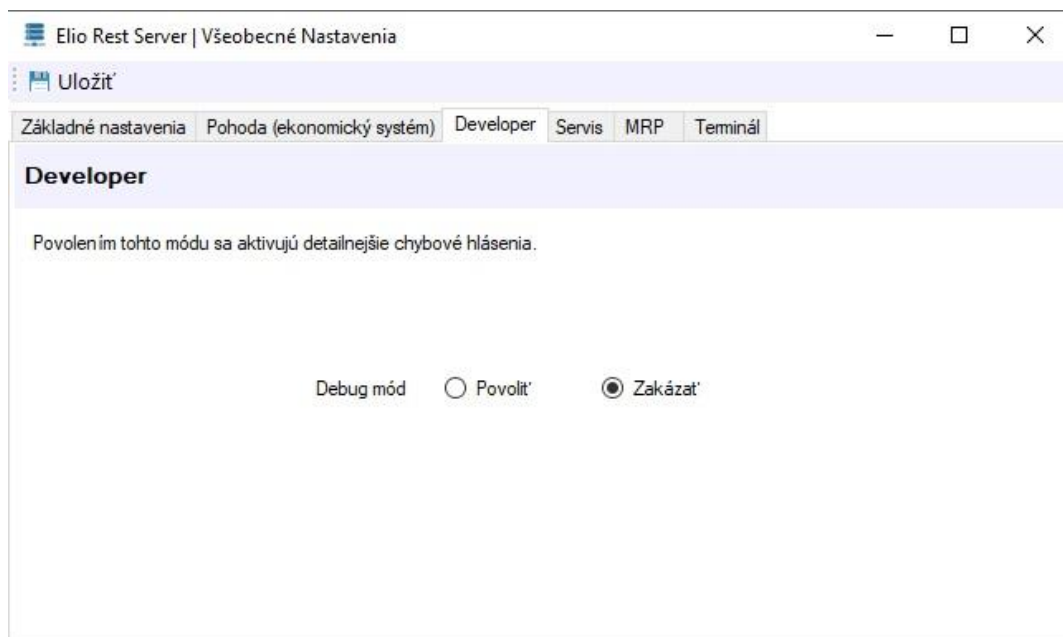 Elio Rest Server | Všeobecné Nastavenia
Uložiť
Základné nastavenia Pohoda (ekonomický systém) Developer Servis MRP Terminál
Developer
Povolením tohto módu sa aktivujú detailnejšie chybové hlásenia.
Debug mód Povoliť Zakázať